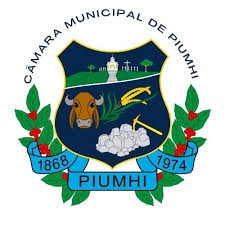 CÂMARA MUNICIPAL DE PIUMHI
1868
1974
PIUMHI